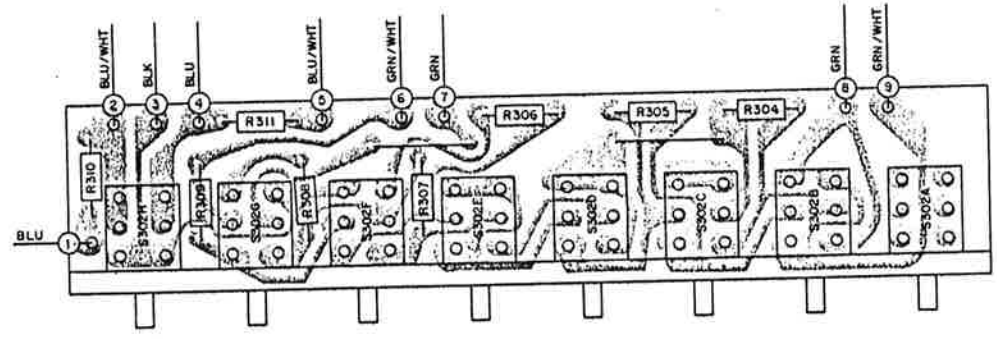 BLU/WHT
BLK
BLU
BLU/WHT
GRN/WHT
GRN
GRN
GRN/WHT
2
3
4
5
6
7
8
9
R311
R306
R305
R304
R310
R309
R308
R307
S302H
S302G
S302F
S302E
S302D
S302C
S302B
S302A
BLU
1